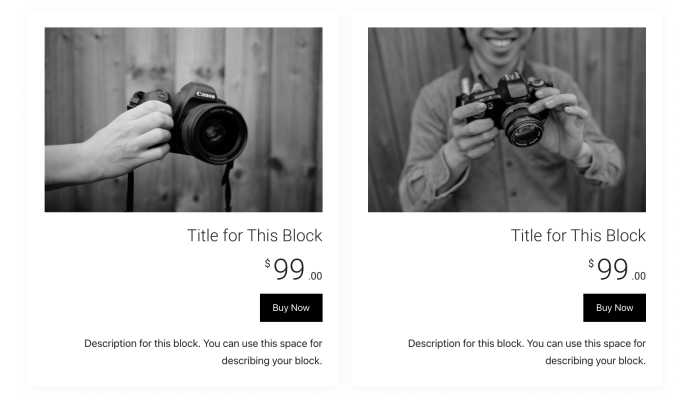 Canon
Title for This Block
$99.00
Buy Now
Description for this block. You can use this space for
describing your block.
Title for This Block
$99.00
Buy Now
Description for this block. You can use this space for
describing your block.